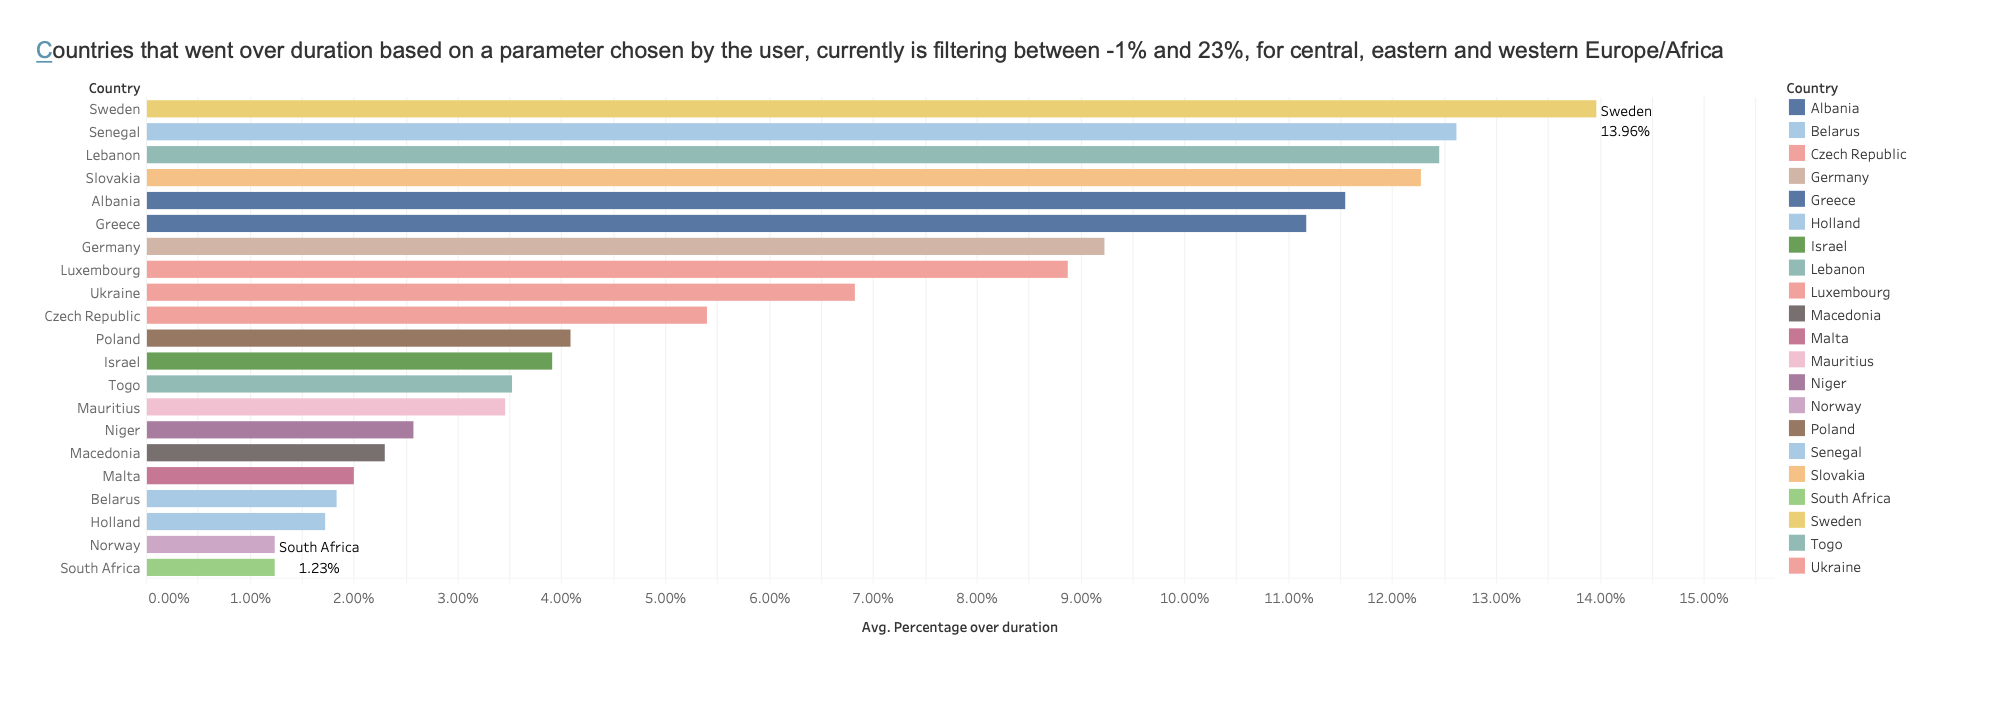 Countries that went over duration based on a parameter chosen by the user, currently is filtering between -1% and 23%, for central, eastern and western Europe/Africa
Country
Sweden
Senegal
Lebanon
Slovakia
Albania
Greece
Germany
Luxembourg
Ukraine
Czech Republic
Poland
Israel
Togo
Mauritius
Niger
Macedonia
Malta
Belarus
Holland
Norway
South Africa
Sweden
13.96%
South Africa
1.23%
0.00% 1.00% 2.00% 3.00% 4.00% 5.00% 6.00% 7.00% 8.00% 9.00% 10.00% 11.00% 12.00% 13.00% 14.00% 15.00%
Avg. Percentage over duration
Country
Albania
Belarus
Czech Republic
Germany
Greece
Holland
Israel
Lebanon
Luxembourg
Macedonia
Malta
Mauritius
Niger
Norway
Poland
Senegal
Slovakia
South Africa
Sweden
Togo
Ukraine